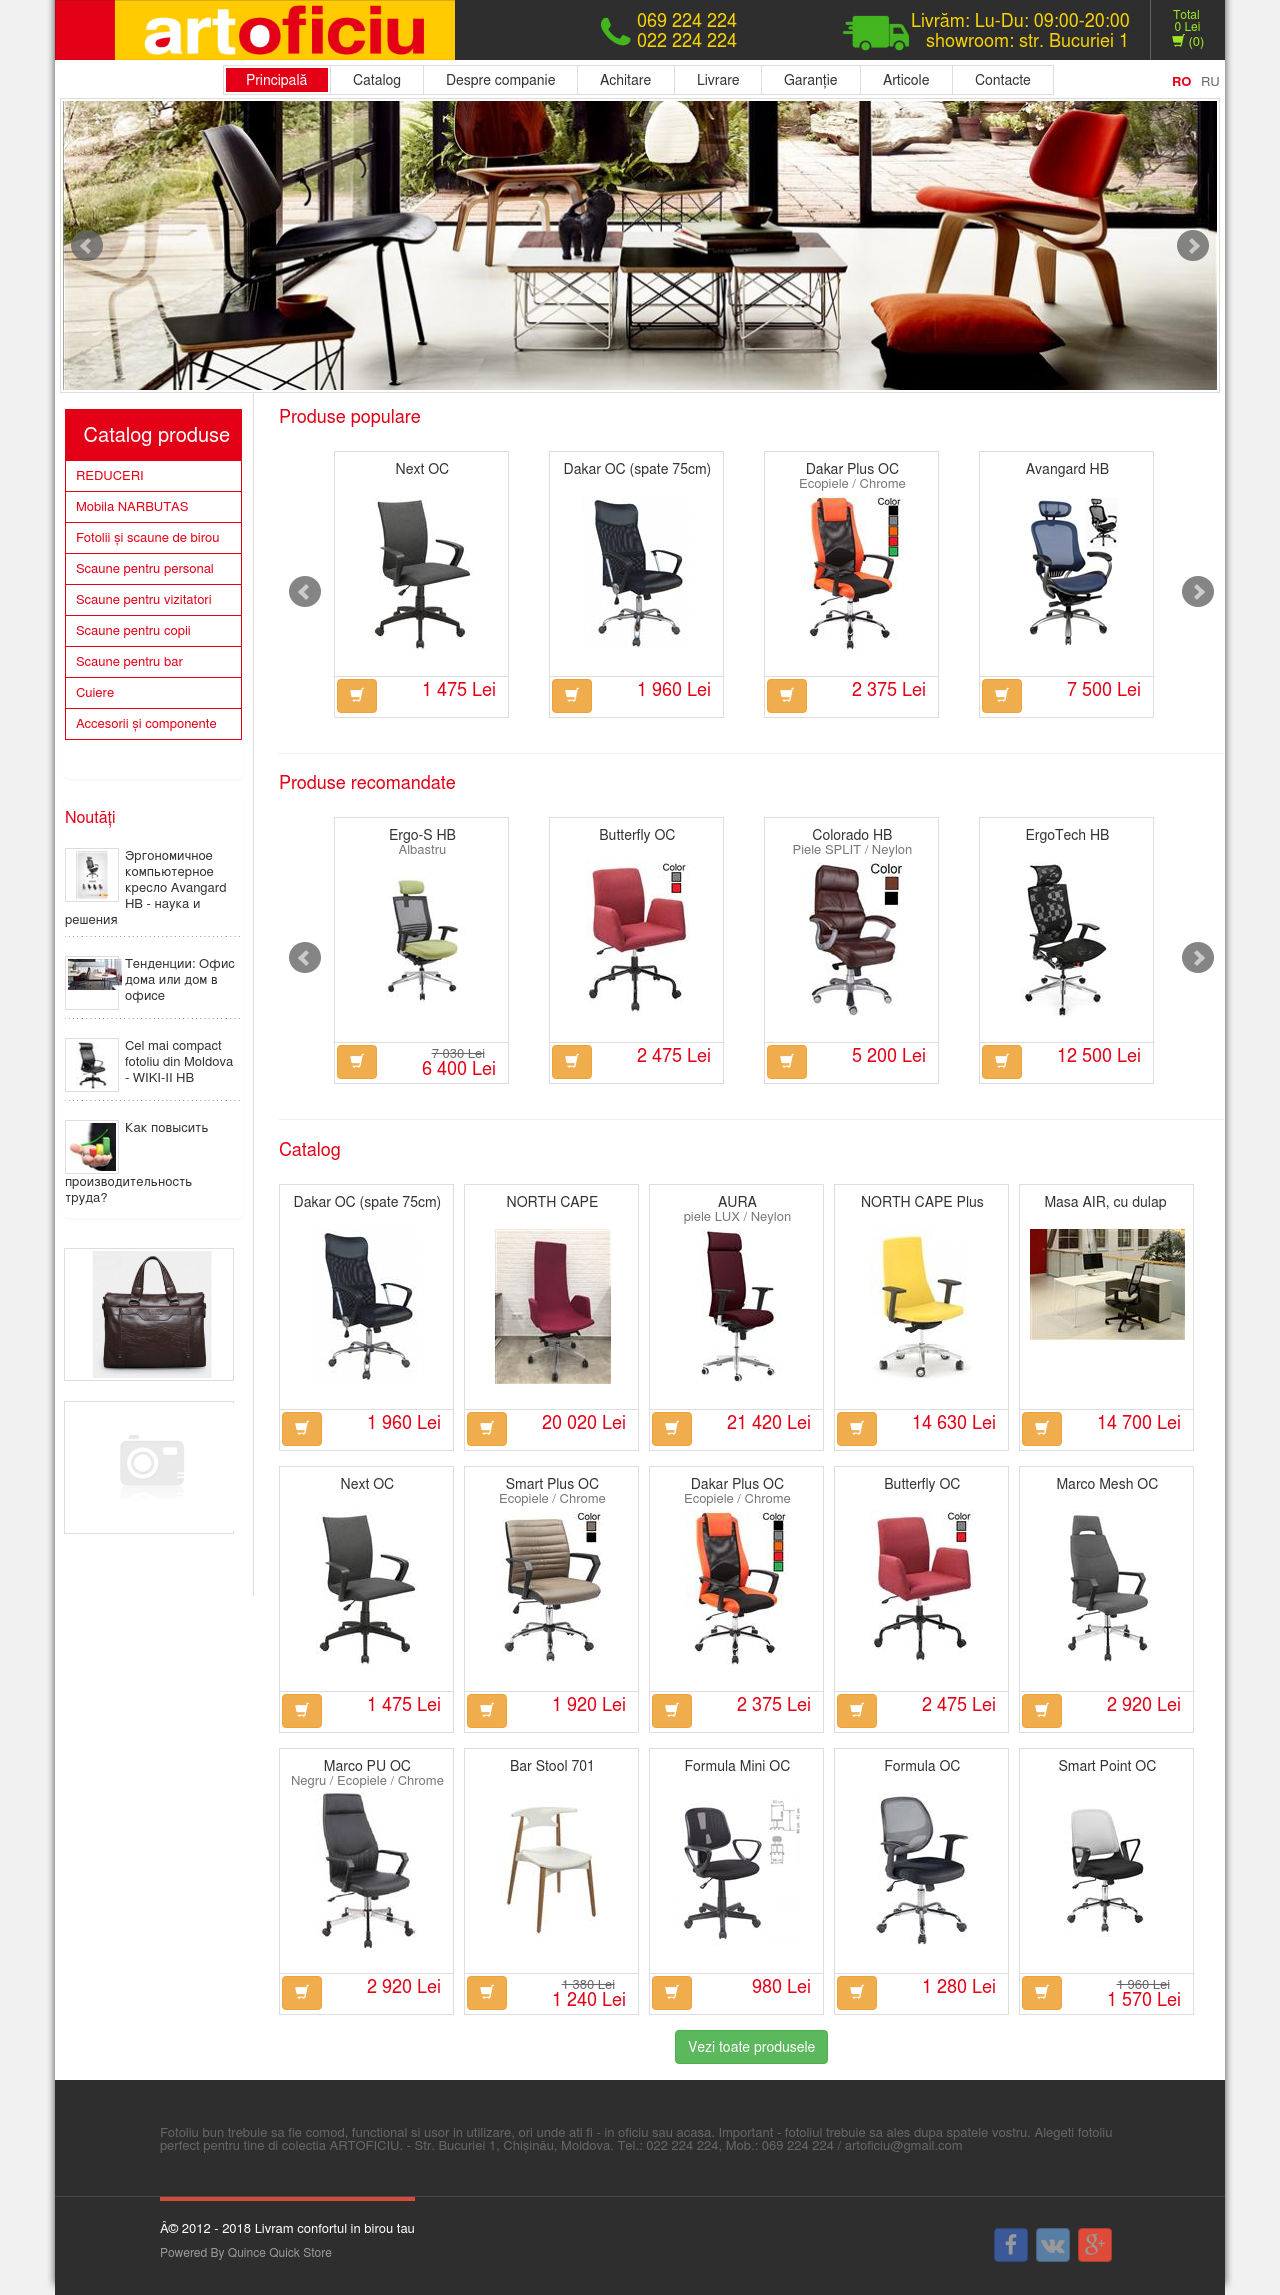 artoficiu
069 224 224
022 224 224
Livrăm: Lu-Du: 09:00-20:00
showroom: str. Bucuriei 1
Total
0 Lei
(0)
Principală Catalog Despre companie Achitare Livrare Garanție Articole Contacte
RO RU
Catalog produse
REDUCERI
Mobila NARBUTAS
Fotolii și scaune de birou
Scaune pentru personal
Scaune pentru vizitatori
Scaune pentru copii
Scaune pentru bar
Cuiere
Accesorii și componente
Noutăți
Эргономичное
компьютерное
кресло Avangard
HB - наука и
решения
Тенденции: Офис
дома или дом в
офисе
Cel mai compact
fotoliu din Moldova
- WIKI-II HB
Как повысить
производительность
труда?
Produse populare
Next OC Dakar OC (spate 75cm) Dakar Plus OC Avangard HB
Ecopiele / Chrome
Color
1 475 Lei 1 960 Lei 2 375 Lei 7 500 Lei
Produse recomandate
Ergo-S HB Butterfly OC Colorado HB ErgoTech HB
Albastru Piele SPLIT / Neylon
Color Color
7 030 Lei
6 400 Lei 2 475 Lei 5 200 Lei 12 500 Lei
Catalog
Dakar OC (spate 75cm) NORTH CAPE AURA NORTH CAPE Plus Masa AIR, cu dulap
piele LUX / Neylon
1 960 Lei 20 020 Lei 21 420 Lei 14 630 Lei 14 700 Lei
Next OC Smart Plus OC Dakar Plus OC Butterfly OC Marco Mesh OC
Ecopiele / Chrome Ecopiele / Chrome
Color Color Color
1 475 Lei 1 920 Lei 2 375 Lei 2 475 Lei 2 920 Lei
Marco PU OC Bar Stool 701 Formula Mini OC Formula OC Smart Point OC
Negru / Ecopiele / Chrome
1 380 Lei 1 960 Lei
2 920 Lei 1 240 Lei 980 Lei 1 280 Lei 1 570 Lei
Vezi toate produsele
Fotoliu bun trebuie sa fie comod, functional si usor in utilizare, ori unde ati fi - in oficiu sau acasa. Important - fotoliul trebuie sa ales dupa spatele vostru. Alegeti fotoliu
perfect pentru tine di colectia ARTOFICIU. - Str. Bucuriei 1, Chișinău, Moldova. Tel.: 022 224 224, Mob.: 069 224 224 / artoficiu@gmail.com
Â© 2012 - 2018 Livram confortul in birou tau
Powered By Quince Quick Store